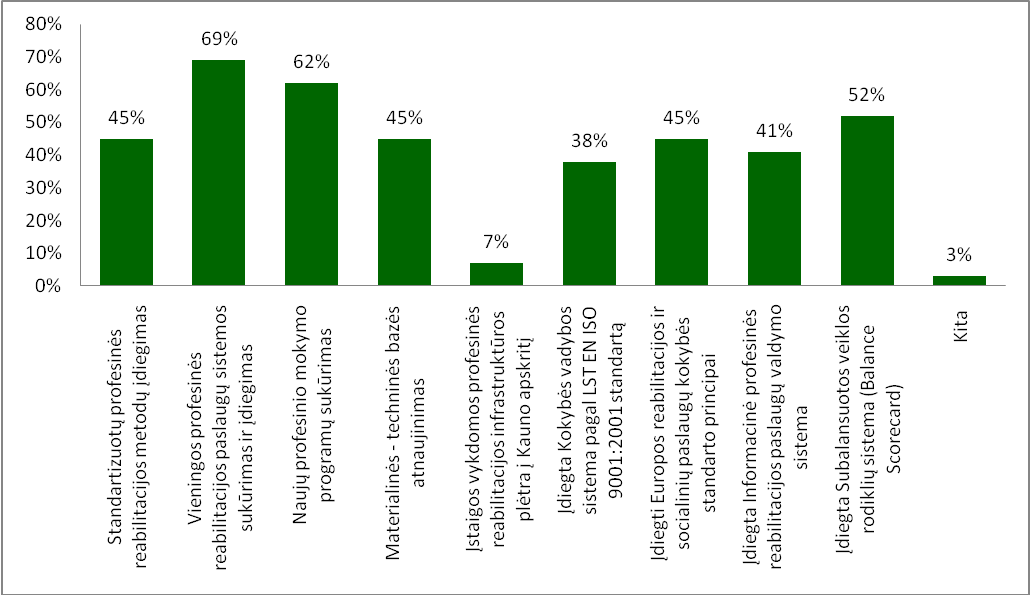 80%
70%
60%
50%
40%
30%
20%
10%
0%
45%
69%
62%
45%
7%
38%
45%
41%
52%
3%
Standartizuotų profesinės
reabilitacijos metodų įdiegimas
Vieningos profesinės
reabilitacijos paslaugų sistemos
sukūrimas ir įdiegimas
Naujų profesinio mokymo
programų sukūrimas
Materialinės - techninės bazės
atnaujinimas
Įstaigos vykdomos profesinės
reabilitacijos infrastruktūros
plėtra į Kauno apskritį
Įdiegta Kokybės vadybos
sistema pagal LST EN ISO
9001:2001 standartą
Įdiegti Europos reabilitacijos ir
socialinių paslaugų kokybės
standarto principai
Įdiegta Informacinė profesinės
reabilitacijos paslaugų valdymo
sistema
Įdiegta Subalansuotos veiklos
rodiklių sistema (Balance
Scorecard)
Kita